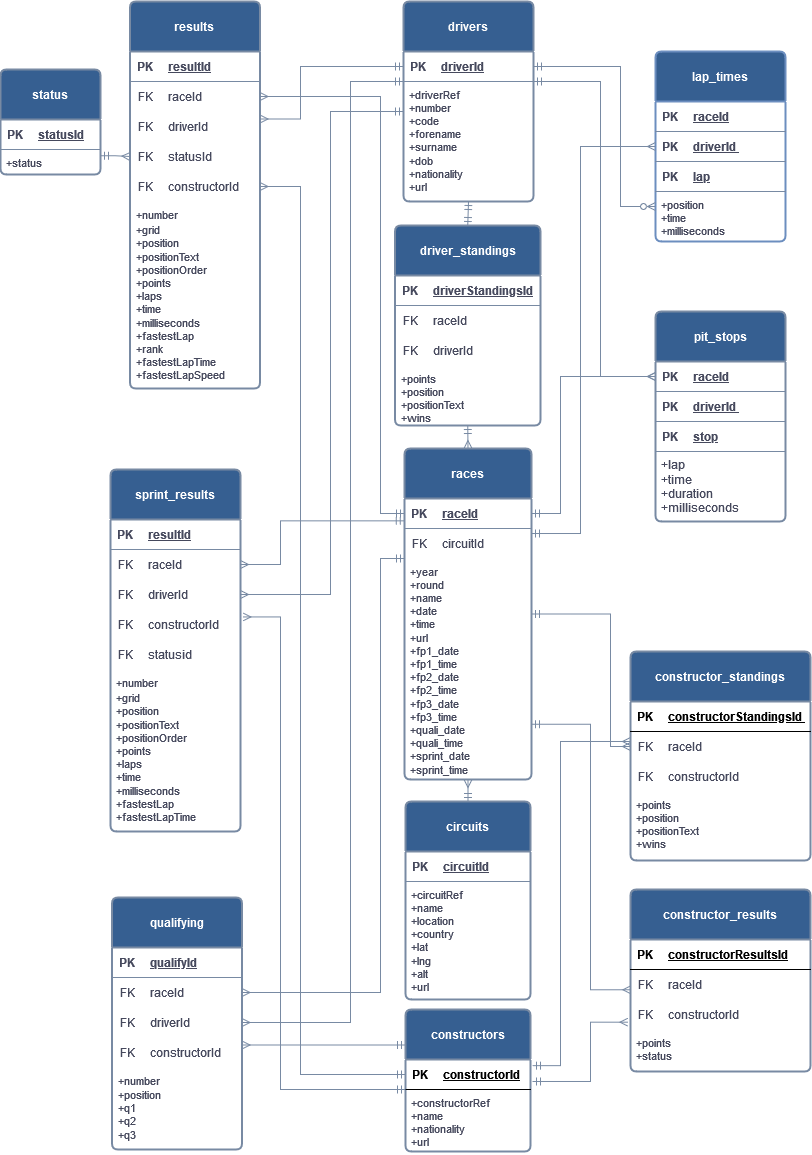 results
PK resultId
FK raceId
FK driverId
FK statusId
FK constructorId
+number
+grid
+position
+positionText
+positionOrder
+points
+laps
+time
+milliseconds
+fastestLap
+rank
+fastestLapTime
+fastestLapSpeed
status
PK statusId
+status
drivers
PK driverId
+driverRef
+number
+code
+forename
+surname
+dob
+nationality
+url
lap_times
PK raceId
PK driverId
PK lap
+position
+time
+milliseconds
driver_standings
PK driverStandingsId
FK raceId
FK driverId
+points
+position
+positionText
+wins
pit_stops
PK raceId
PK driverId
PK stop
+lap
+time
+duration
+milliseconds
sprint_results
PK resultId
FK raceId
FK driverId
FK constructorId
FK statusid
+number
+grid
+position
+positionText
+positionOrder
+points
+laps
+time
+milliseconds
+fastestLap
+fastestLapTime
races
PK raceId
FK circuitId
+year
+round
+name
+date
+time
+url
+fp1_date
+fp1_time
+fp2_date
+fp2_time
+fp3_date
+fp3_time
+quali_date
+quali_time
+sprint_date
+sprint_time
constructor_standings
PK constructorStandingsId
FK raceId
FK constructorId
+points
+position
+positionText
+wins
circuits
PK circuitId
+circuitRef
+name
+location
+country
+lat
+lng
+alt
+url
constructor_results
PK constructorResultsId
FK raceId
FK constructorId
+points
+status
qualifying
PK qualifyId
FK raceId
FK driverId
FK constructorId
+number
+position
+q1
+q2
+q3
constructors
PK constructorId
+constructorRef
+name
+nationality
+url